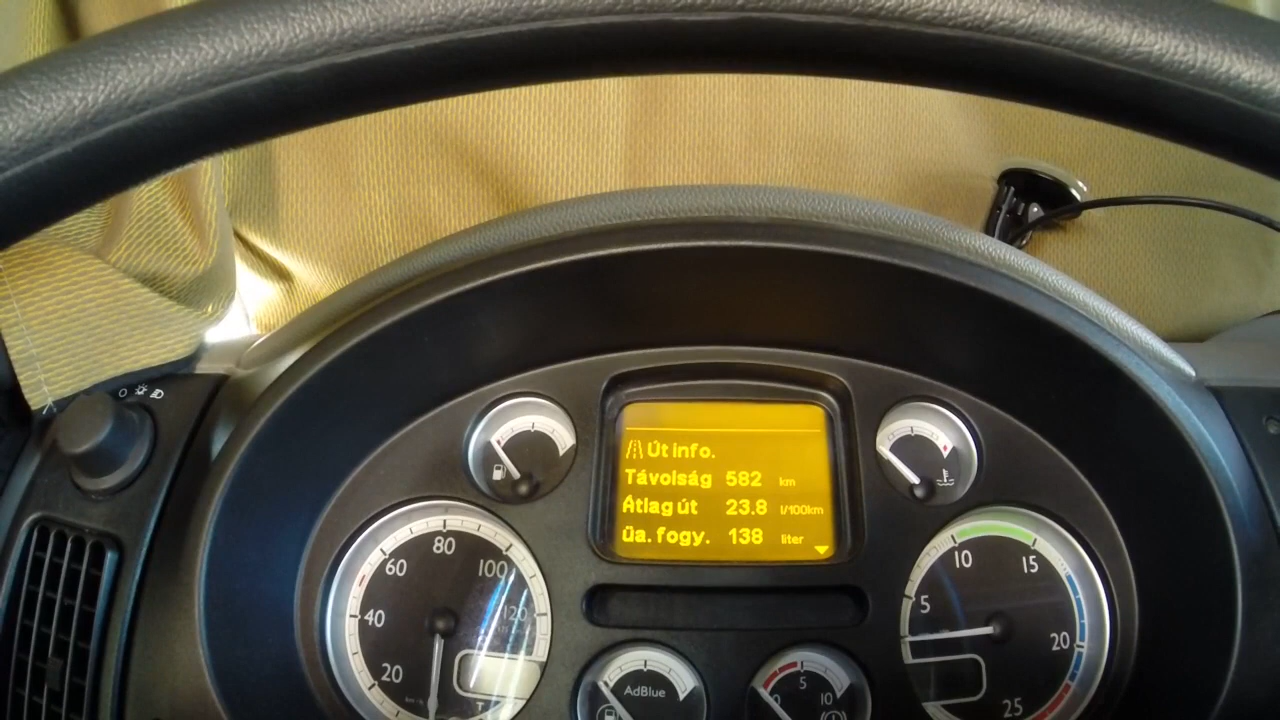 Út info.
Távolság 582 km
Átlag út 23.8 l/100km
üa. fogy. 138 liter
20
40
60
80
100
120
5
10
15
20
25
AdBlue
5
10